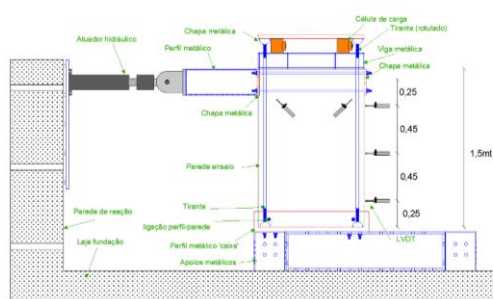 Célula de carga
Chapa metálica
Tirante (rotulado)
Atuador hidráulico
Perfil metálico
Viga metálica
Chapa metálica
0,25
Chapa metálica
0,45
1,5mt
Parede ensaio
0,45
Tirante
0,25
Parede de reação
ligação perfil-parede
LVDT
Perfil metálico 'caixa'
Laje fundação
Apoios metálicos